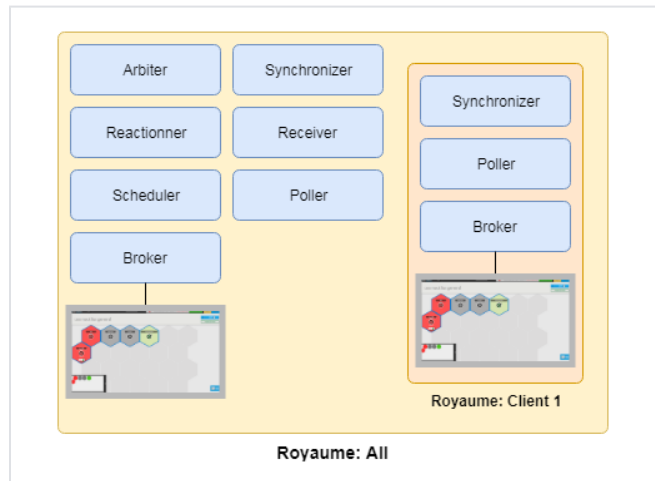 Arbiter
Synchronizer
Reactionner
Receiver
Scheduler
Poller
Broker
Synchronizer
Poller
Broker
Royaume: Client 1
Royaume: All